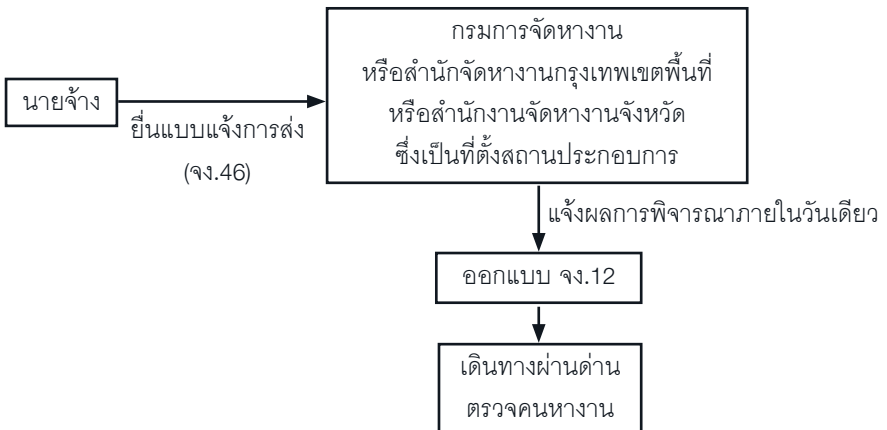 กรมการจัดหางาน
หรือสำนักจัดหางานกรุงเทพเขตพื้นที่
หรือสำนักงานจัดหางานจังหวัด
ซึ่งเป็นที่ตั้งสถานประกอบการ
นายจ้าง
ยื่นแบบแจ้งการส่ง
(จง.46)
แจ้งผลการพิจารณาภายในวันเดียว
ออกแบบ จง.12
เดินทางผ่านด่าน
ตรวจคนหางาน